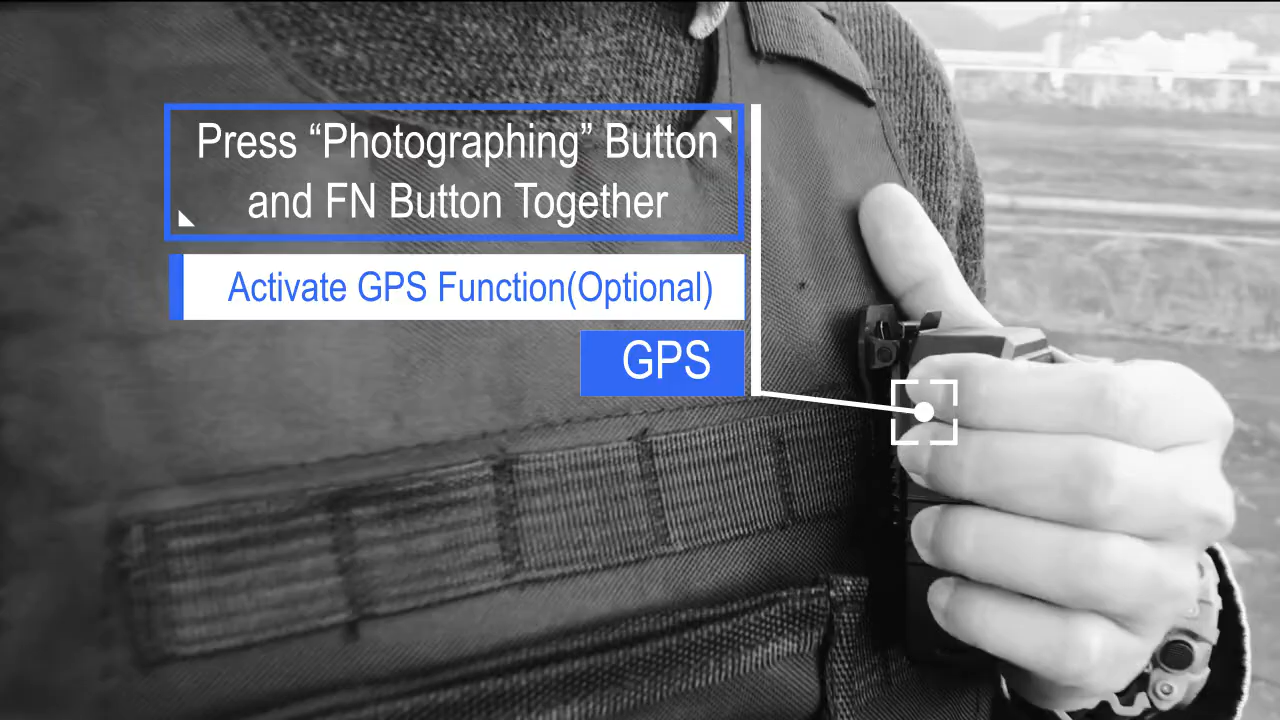 Press “Photographing” Button
and FN Button Together
Activate GPS Function(Optional)
GPS